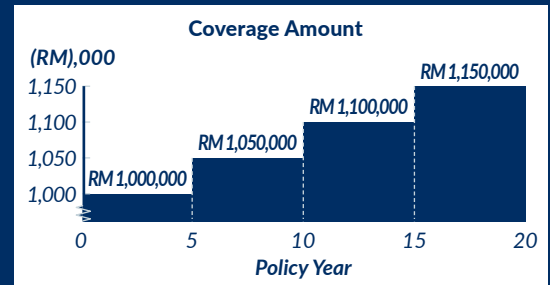 Coverage Amount
(RM),000
RM 1,150,000
1,150
RM 1,100,000
1,100
RM 1,050,000
1,050
RM 1,000,000
1,000
0 5 10 15 20
Policy Year